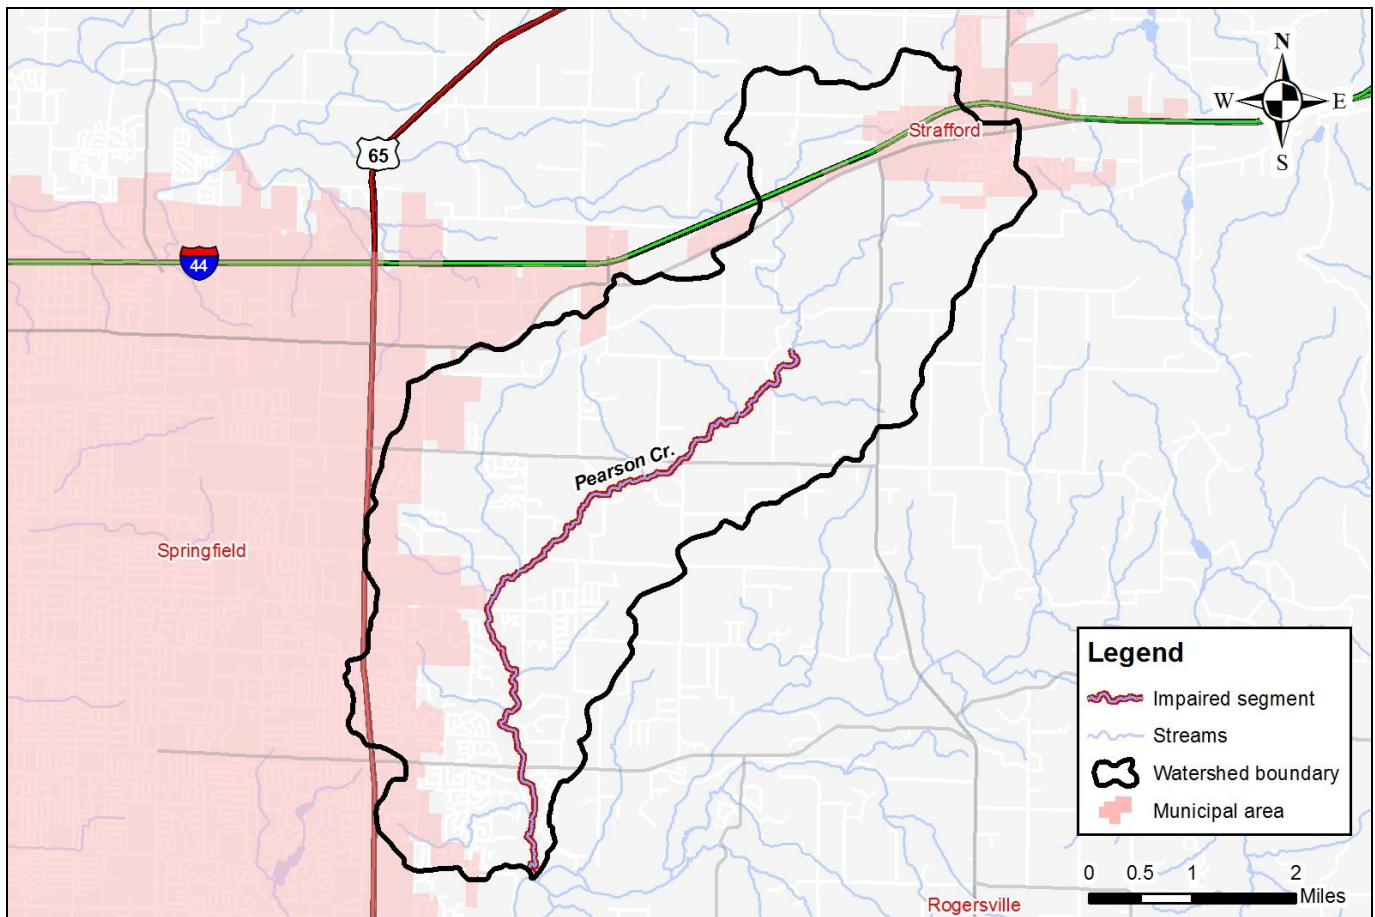 N
W E
S
65
Strafford
44
Pearson Cr.
Springfield
Legend
Impaired segment
Streams
Watershed boundary
Municipal area
0 0.5 1 2
Miles
Rogersville